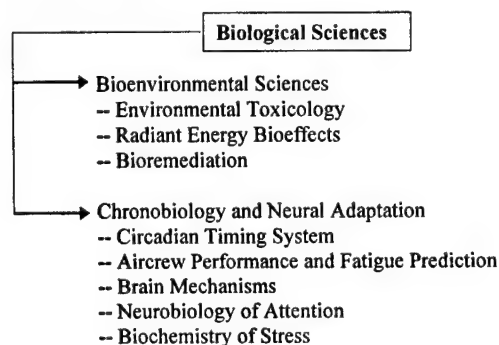 Biological Sciences
Bioenvironmental Sciences
-- Environmental Toxicology
-- Radiant Energy Bioeffects
-- Bioremediation
Chronobiology and Neural Adaptation
-- Circadian Timing System
-- Aircrew Performance and Fatigue Prediction
-- Brain Mechanisms
-- Neurobiology of Attention
-- Biochemistry of Stress